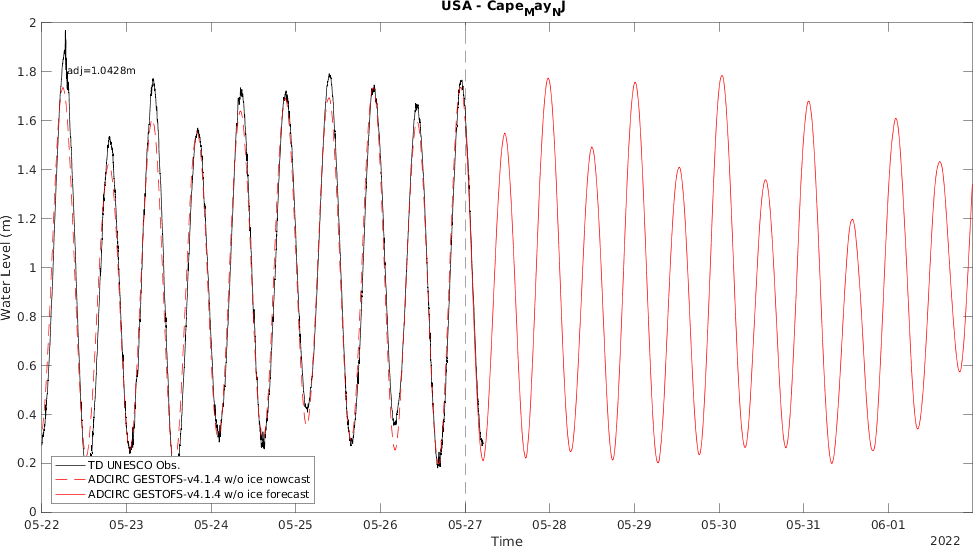 USA - Cape_May_NJ
2
1.8
1.6
1.4
1.2
1
0.8
0.6
0.4
0.2
0
Water Level (m)
adj=1.0428m
TD UNESCO Obs.
ADCIRC GESTOFS-v4.1.4 w/o ice nowcast
ADCIRC GESTOFS-v4.1.4 w/o ice forecast
05-22 05-23 05-24 05-25 05-26 05-27 05-28 05-29 05-30 05-31 06-01
Time
2022